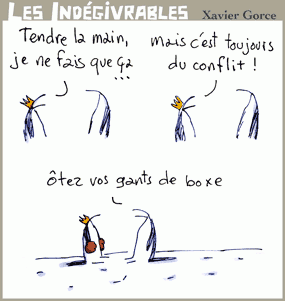 LES INDÉGIVRABLES Xavier Gorce
Tendre la main,
je ne fais que ça
...
mais c'est toujours
du conflit !
ôtez vos gants de boxe